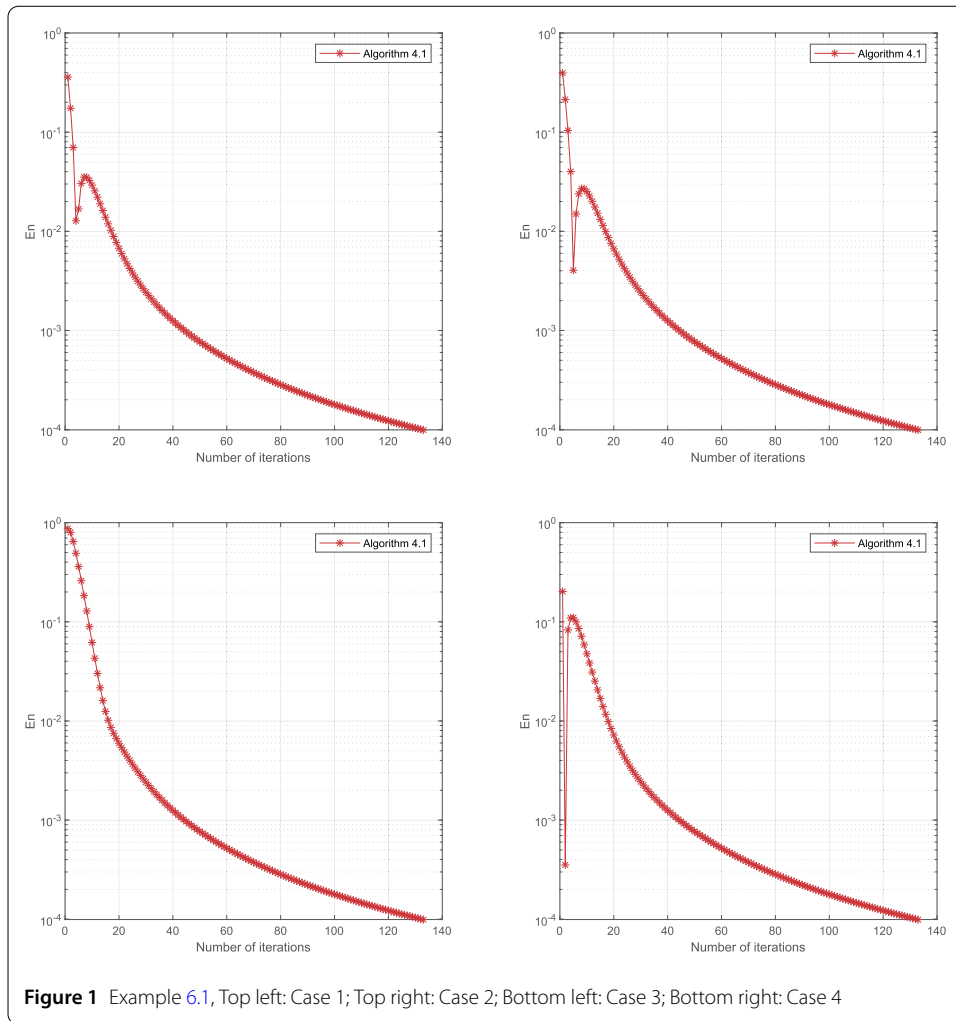 10^0
10^-1
10^-2
10^-3
10^-4
En
0 20 40 60 80 100 120 140
Number of iterctions
Algorithm 4.1
10^0
10^-1
10^-2
10^-3
10^-4
En
0 20 40 60 80 100 120 140
Number of iterctions
Algorithm 4.1
10^0
10^-1
10^-2
10^-3
10^-4
En
0 20 40 60 80 100 120 140
Number of iterctions
Algorithm 4.1
10^0
10^-1
10^-2
10^-3
10^-4
En
0 20 40 60 80 100 120 140
Number of iterctions
Algorithm 4.1
Figure 1 Example 6.1, Top left: Case 1; Top right: Case 2; Bottom left: Case 3; Bottom right: Case 4